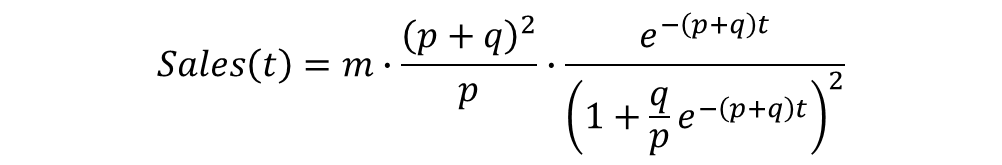 Sales(t) = m · (p + q)² / p · e^(−(p+q)t) / (1 + q/p e^(−(p+q)t))²